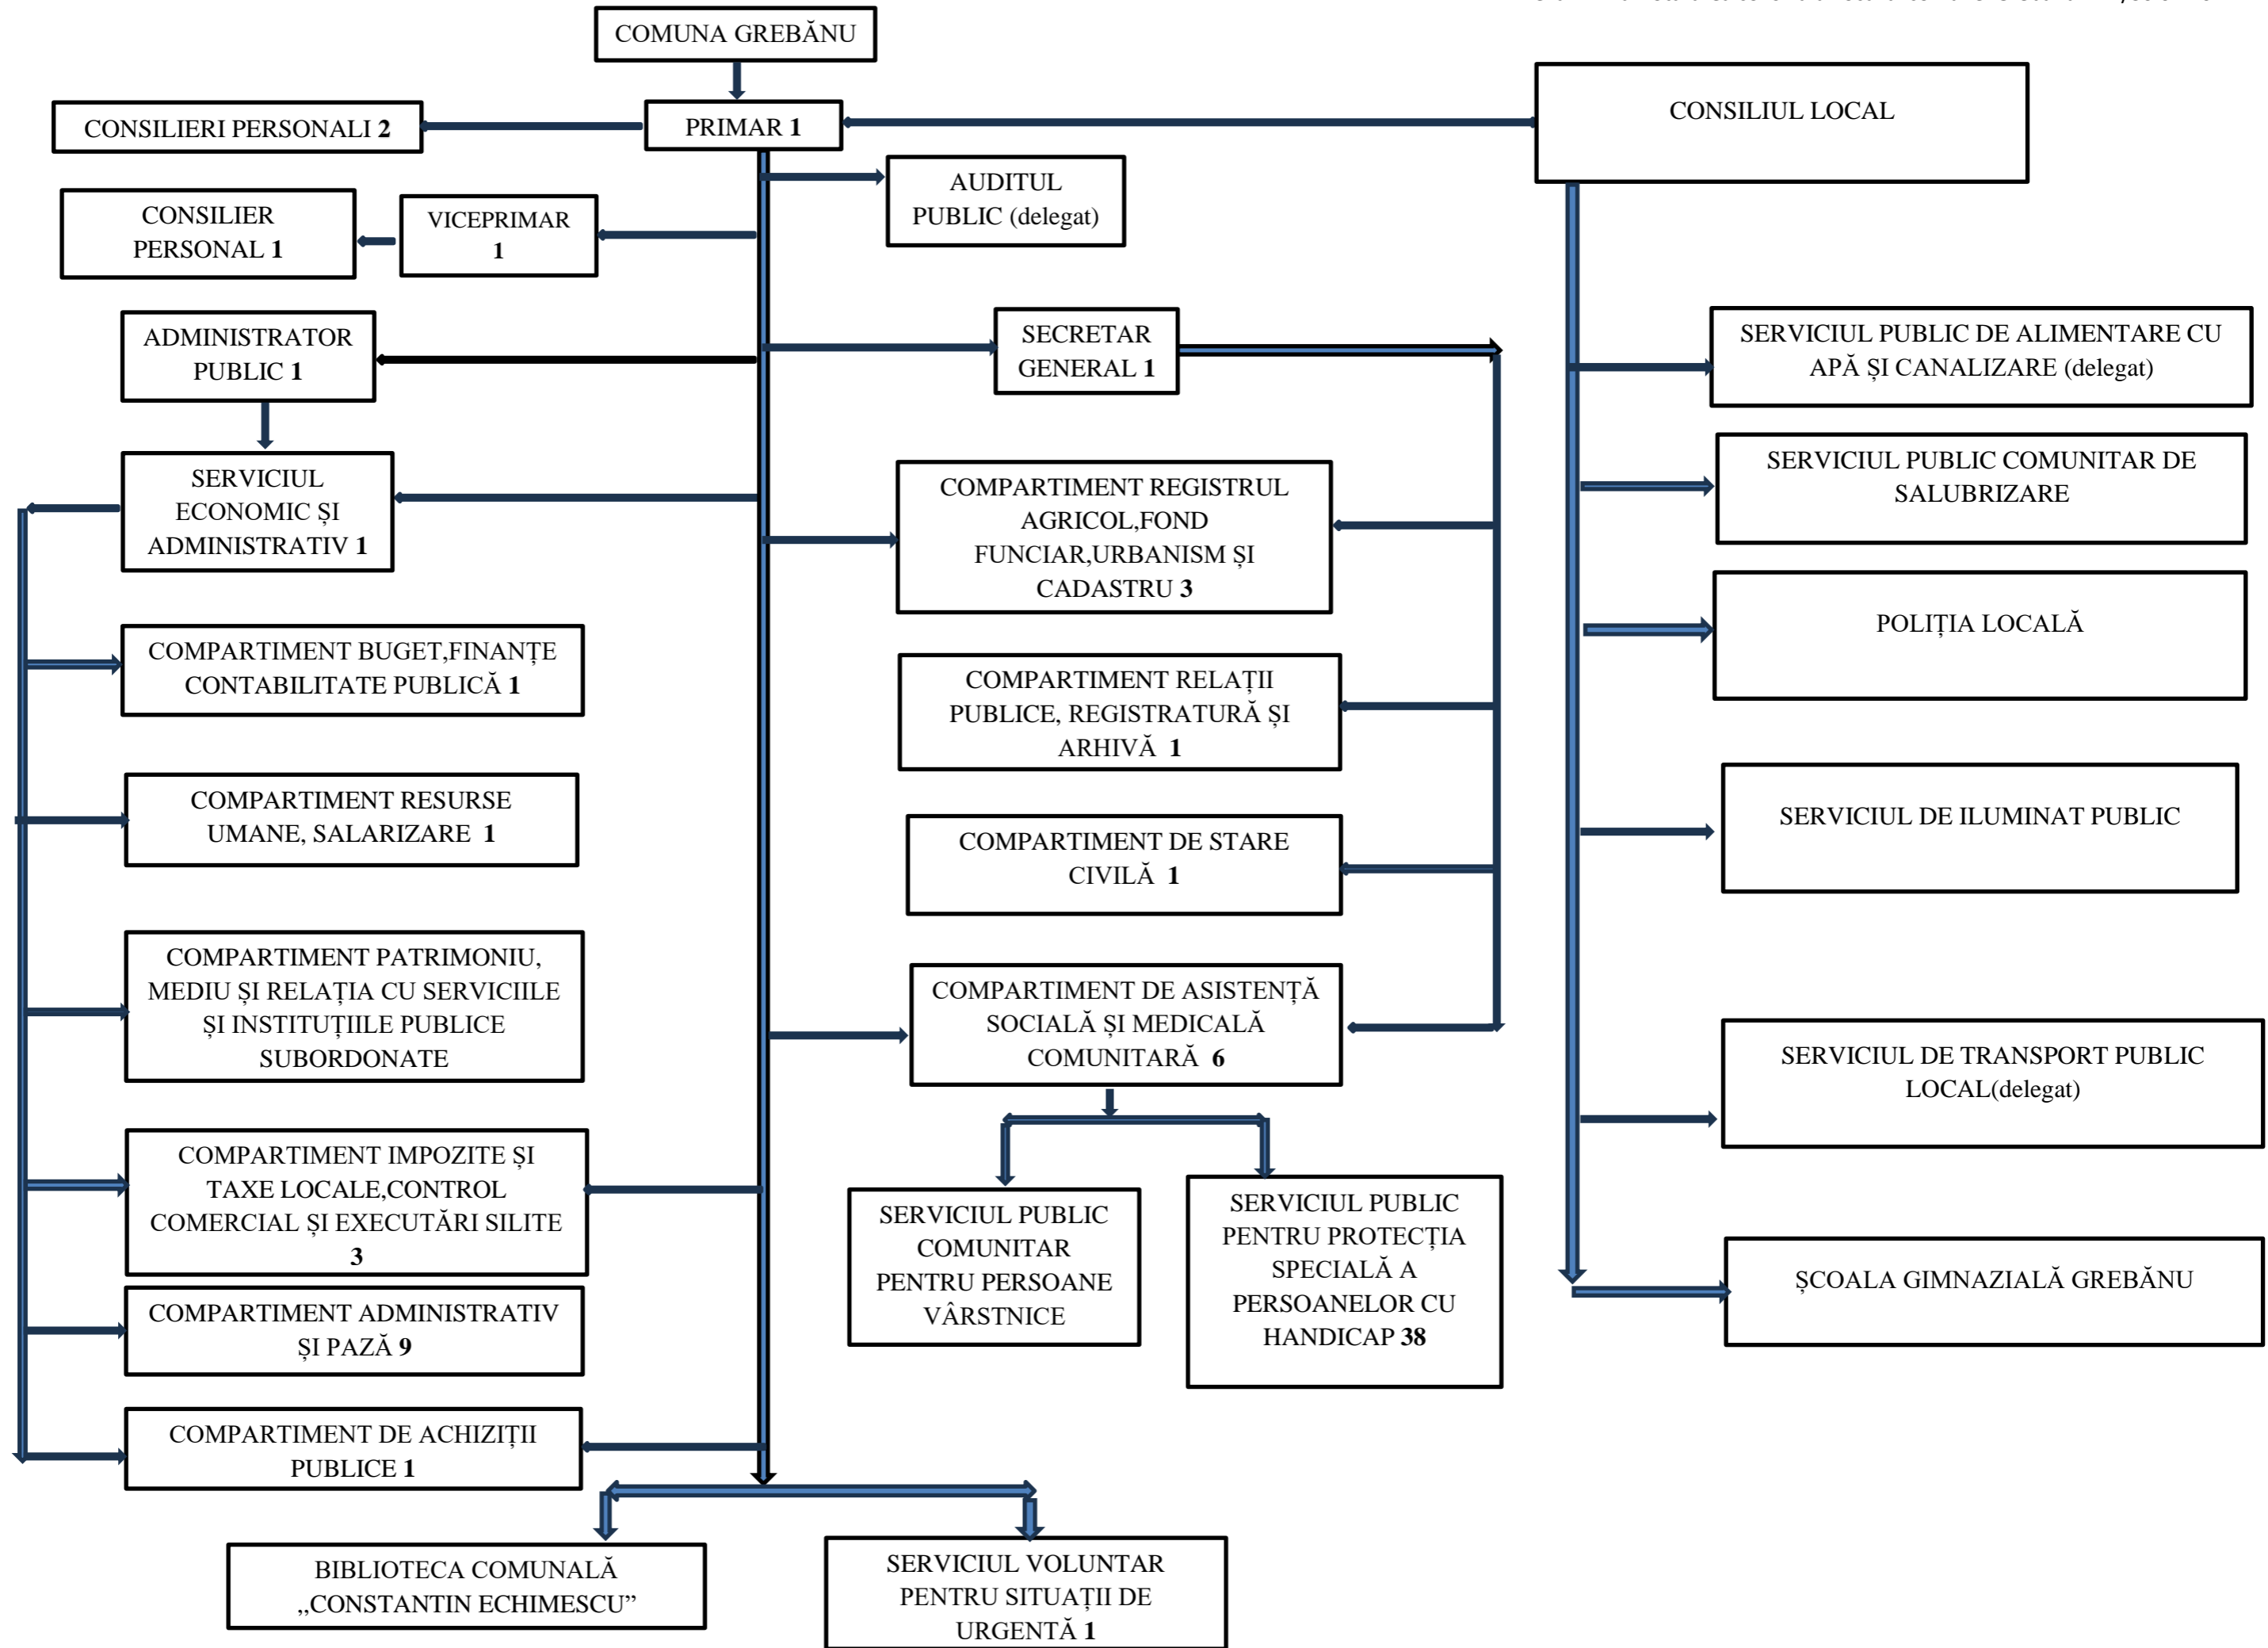 COMUNA GREBĂNU
CONSILIERI PERSONALI 2
PRIMAR 1
CONSILIUL LOCAL
AUDITUL
PUBLIC (delegat)
CONSILIER
PERSONAL 1
VICEPRIMAR
1
ADMINISTRATOR
PUBLIC 1
SECRETAR
GENERAL 1
SERVICIUL PUBLIC DE ALIMENTARE CU
APĂ ȘI CANALIZARE (delegat)
SERVICIUL
ECONOMIC ȘI
ADMINISTRATIV 1
COMPARTIMENT REGISTRUL
AGRICOL,FOND
FUNCIAR,URBANISM ȘI
CADASTRU 3
SERVICIUL PUBLIC COMUNITAR DE
SALUBRIZARE
COMPARTIMENT BUGET,FINANȚE
CONTABILITATE PUBLICĂ 1
COMPARTIMENT RELAȚII
PUBLICE, REGISTRATURĂ ȘI
ARHIVĂ 1
POLIȚIA LOCALĂ
COMPARTIMENT RESURSE
UMANE, SALARIZARE 1
COMPARTIMENT DE STARE
CIVILĂ 1
SERVICIUL DE ILUMINAT PUBLIC
COMPARTIMENT PATRIMONIU,
MEDIU ȘI RELAȚIA CU SERVICIILE
ȘI INSTITUȚIILE PUBLICE
SUBORDONATE
COMPARTIMENT DE ASISTENȚĂ
SOCIALĂ ȘI MEDICALĂ
COMUNITARĂ 6
SERVICIUL DE TRANSPORT PUBLIC
LOCAL(delegat)
COMPARTIMENT IMPOZITE ȘI
TAXE LOCALE,CONTROL
COMERCIAL ȘI EXECUTĂRI SILITE
3
SERVICIUL PUBLIC
COMUNITAR
PENTRU PERSOANE
VÂRSTNICE
SERVICIUL PUBLIC
PENTRU PROTECȚIA
SPECIALĂ A
PERSOANELOR CU
HANDICAP 38
ȘCOALA GIMNAZIALĂ GREBĂNU
COMPARTIMENT ADMINISTRATIV
ȘI PAZĂ 9
COMPARTIMENT DE ACHIZIȚII
PUBLICE 1
BIBLIOTECA COMUNALĂ
,,CONSTANTIN ECHIMESCU”
SERVICIUL VOLUNTAR
PENTRU SITUAȚII DE
URGENTĂ 1